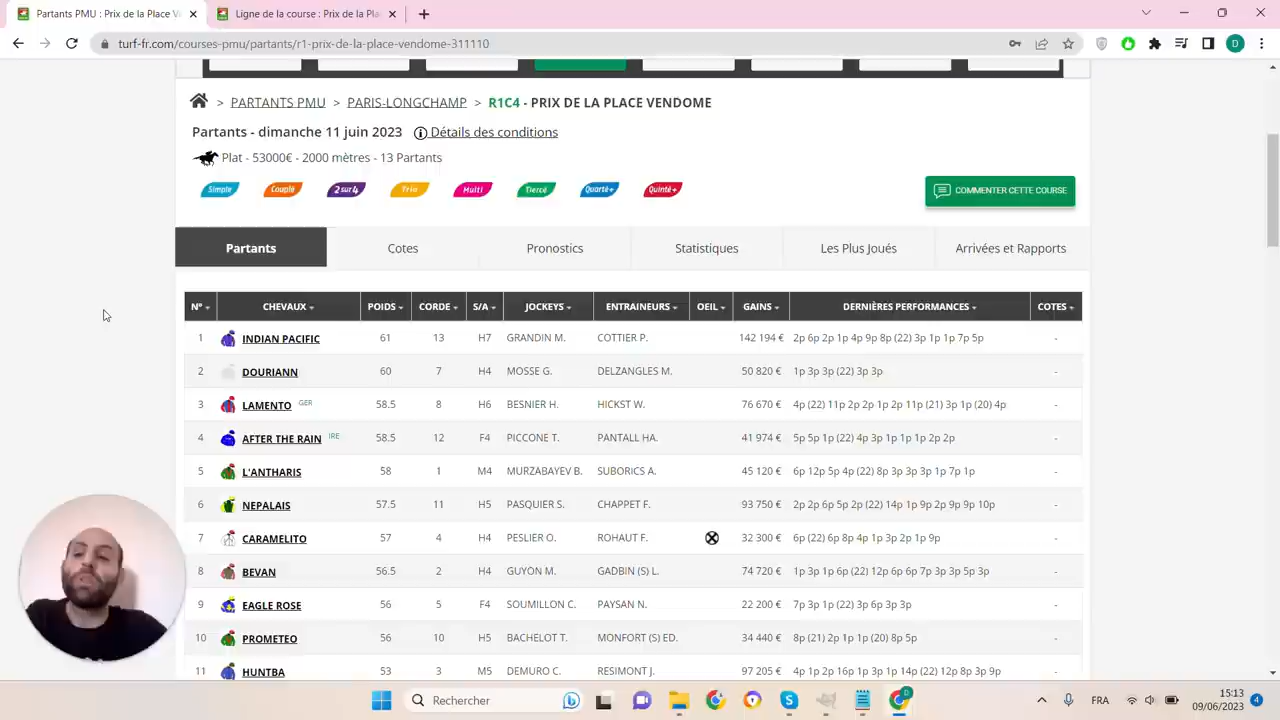 Partants PMU : Prix de la Place V
Ligne de course du Prix de la Pla
turf-fr.com/courses-pmu/partants/r1-prix-de-la-place-vendome-311110
D
> PARTANTS PMU > PARIS-LONGCHAMP > R1C4 - PRIX DE LA PLACE VENDOME
Partants - dimanche 11 juin 2023 Détails des conditions
Plat - 53000€ - 2000 mètres - 13 Partants
Simple Couplé 2 sur 4 Trio Multi Tiercé Quarté+ Quinté+
COMMENTER CETTE COURSE
Partants Cotes Pronostics Statistiques Les Plus Joués Arrivées et Rapports
N° CHEVAUX POIDS CORDE S/A JOCKEYS ENTRAINEURS OEIL GAINS DERNIÈRES PERFORMANCES COTES
1 INDIAN PACIFIC 61 13 H7 GRANDIN M. COTTIER P. 142 194 € 2p 6p 2p 1p 4p 9p 8p (22) 3p 1p 1p 7p 5p -
2 DOURIANN 60 7 H4 MOSSE G. DELZANGLES M. 50 820 € 1p 3p 3p (22) 3p 3p -
3 LAMENTO GER 58.5 8 H6 BESNIER H. HICKST W. 76 670 € 4p (22) 11p 2p 2p 1p 2p 11p (21) 3p 1p (20) 4p -
4 AFTER THE RAIN IRE 58.5 12 F4 PICCONE T. PANTALL HA. 41 974 € 5p 5p 1p (22) 4p 3p 1p 1p 1p 2p 2p -
5 L'ANTHARIS 58 1 M4 MURZABAYEV B. SUBORICS A. 45 120 € 6p 12p 5p 4p (22) 8p 3p 3p 3p 1p 7p 1p -
6 NEPALAIS 57.5 11 H5 PASQUIER S. CHAPPET F. 93 750 € 2p 2p 6p 5p 2p (22) 14p 1p 9p 2p 9p 9p 10p -
7 CARAMELITO 57 4 H4 PESLIER O. ROHAUT F. 32 300 € 6p (22) 6p 8p 4p 1p 3p 2p 1p 9p -
8 BEVAN 56.5 2 H4 GUYON M. GADBIN (S) L. 74 720 € 1p 3p 1p 6p (22) 12p 6p 6p 7p 3p 3p 5p 3p -
9 EAGLE ROSE 56 5 F4 SOUMILLON C. PAYSAN N. 22 200 € 7p 3p 1p (22) 3p 6p 3p 3p -
10 PROMETEO 56 10 H5 BACHELOT T. MONFORT (S) ED. 34 440 € 8p (21) 2p 1p 1p (20) 8p 5p -
11 HUNTBA 53 3 M5 DEMURO C. RESIMONT J. 97 205 € 4p 1p 2p 16p 1p 3p 1p 14p (22) 12p 8p 3p 9p -
Rechercher
FRA
15:13
09/06/2023
4